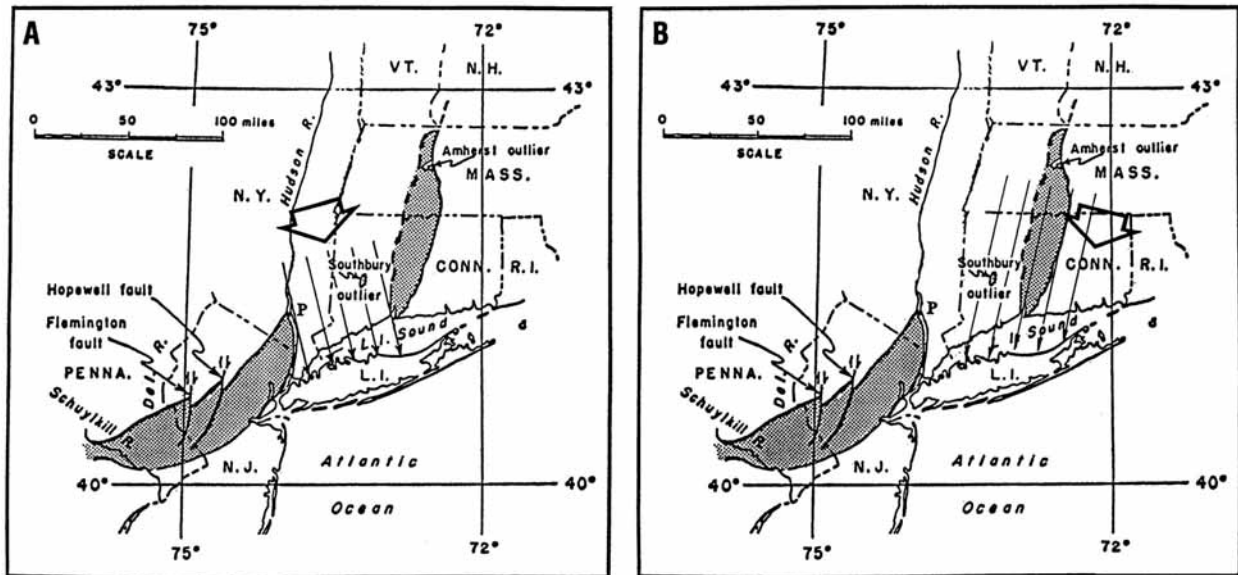 A
75°
72°
VT.
N.H.
43°
43°
0 50 100 miles
SCALE
Hudson R.
Amherst outlier
MASS.
N.Y.
Southbury
outlier
CONN.
R.I.
Hopewell fault
Flemington
fault
P
L.I. Sound
PENNA.
Del. R.
L.I.
Schuylkill R.
N.J.
Atlantic
40°
40°
Ocean
75°
72°
B
75°
72°
VT.
N.H.
43°
43°
0 50 100 miles
SCALE
Hudson R.
Amherst outlier
MASS.
N.Y.
Southbury
outlier
CONN.
R.I.
Hopewell fault
Flemington
fault
P
L.I. Sound
PENNA.
Del. R.
L.I.
Schuylkill R.
N.J.
Atlantic
40°
40°
Ocean
75°
72°